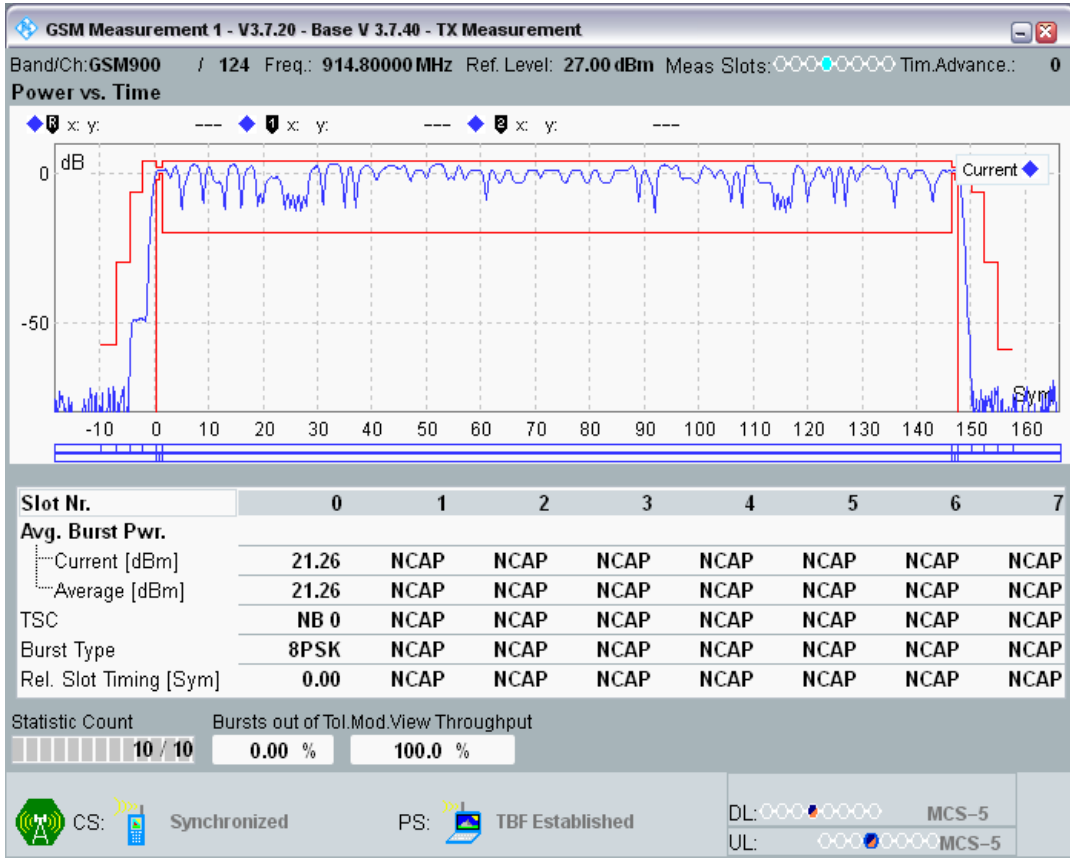 GSM Measurement 1 - V3.7.20 - Base V 3.7.40 - TX Measurement
Band/Ch:GSM900 / 124 Freq.: 914.80000 MHz Ref. Level: 27.00 dBm Meas Slots: Tim.Advance.: 0
Power vs. Time
R x: y: --- 1 x: y: --- 2 x: y: ---
dB
Current
0
-50
Sym
-10 0 10 20 30 40 50 60 70 80 90 100 110 120 130 140 150 160
Slot Nr. 0 1 2 3 4 5 6 7
Avg. Burst Pwr.
Current [dBm] 21.26 NCAP NCAP NCAP NCAP NCAP NCAP NCAP
Average [dBm] 21.26 NCAP NCAP NCAP NCAP NCAP NCAP NCAP
TSC NB 0 NCAP NCAP NCAP NCAP NCAP NCAP NCAP
Burst Type 8PSK NCAP NCAP NCAP NCAP NCAP NCAP NCAP
Rel. Slot Timing [Sym] 0.00 NCAP NCAP NCAP NCAP NCAP NCAP NCAP
Statistic Count Bursts out of Tol.Mod.View Throughput
10 / 10 0.00 % 100.0 %
CS: Synchronized PS: TBF Established DL: MCS-5
UL: MCS-5